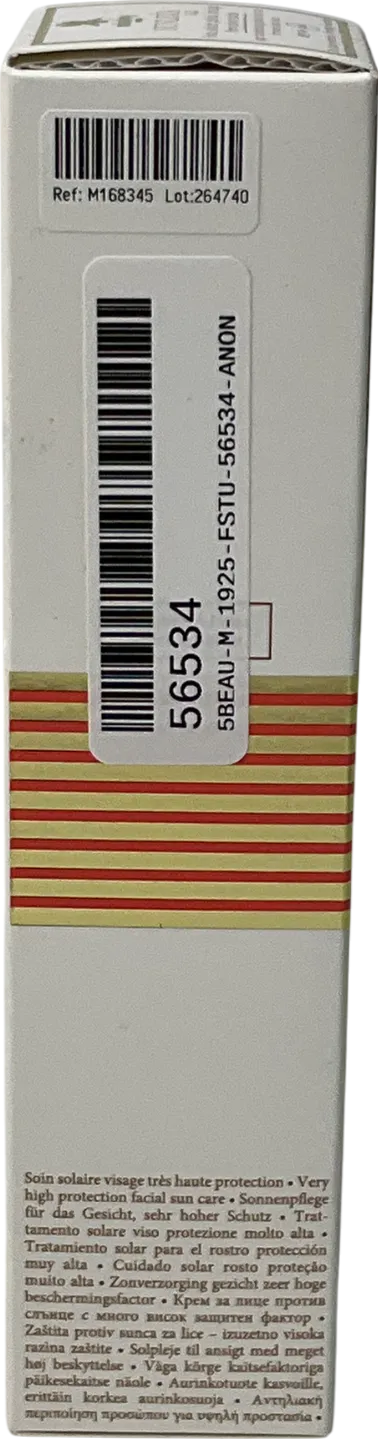 Ref: M168345 Lot:264740
56534
5BEAU-M-1925-FSTU-56534-ANON
Soin solaire visage très haute protection • Very
high protection facial sun care • Sonnenpflege
für das Gesicht, sehr hoher Schutz • Trat-
tamento solare viso protezione molto alta •
Tratamiento solar para el rostro protección
muy alta • Cuidado solar rosto proteção
muito alta • Zonverzorging gezicht zeer hoge
beschermingsfactor • Крем за лице против
слънце с много висок защитен фактор •
Zaštita protiv sunca za lice – izuzetno visoka
razina zaštite • Solpleje til ansigt med meget
høj beskyttelse • Väga kõrge kaitsefaktoriga
päikesekaitse näole • Aurinkotuote kasvoille,
erittäin korkea aurinkosuoja • Αντηλιακή
περιποίηση προσώπου για υψηλή προστασία •